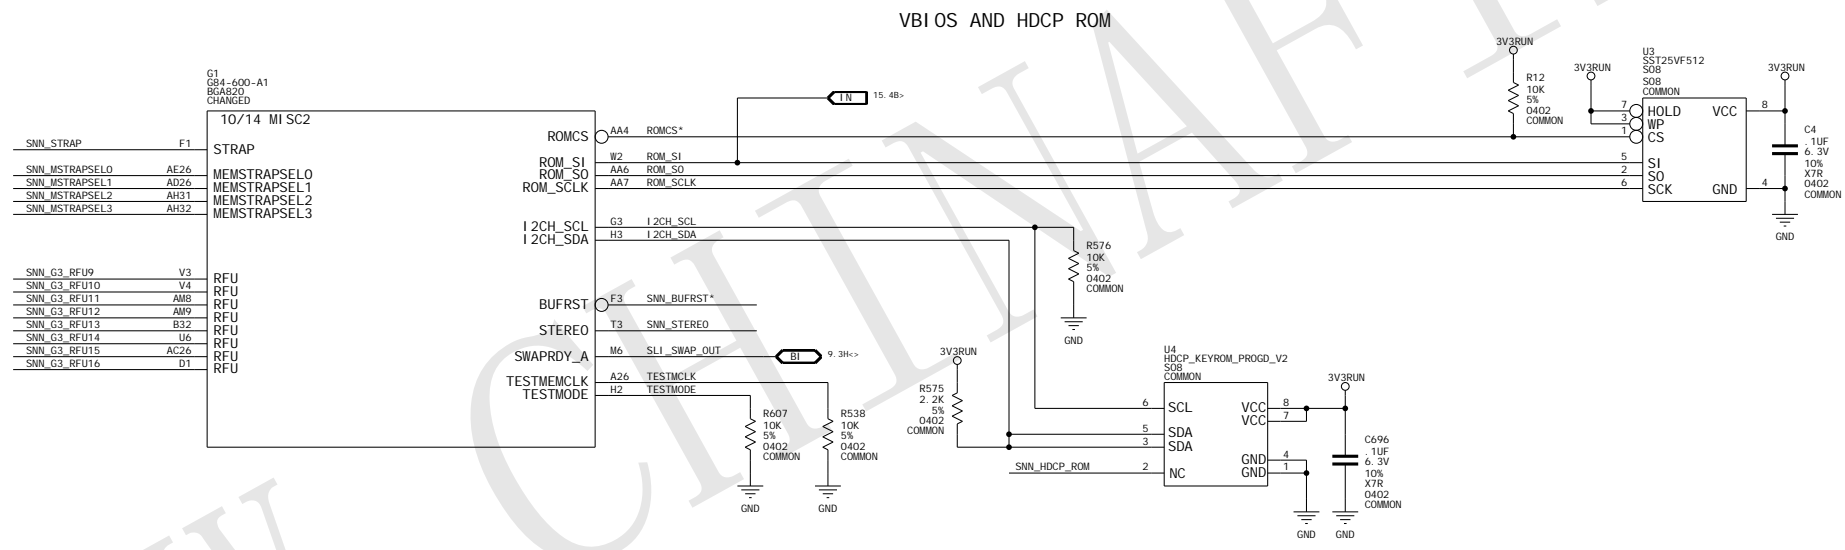 VBIOS AND HDCP ROM
G1
G84-600-A1
BGA820
CHANGED
10/14 MISC2
SNN_STRAP F1 STRAP
SNN_MSTRAPSEL0 AE26 MEMSTRAPSEL0
SNN_MSTRAPSEL1 AD26 MEMSTRAPSEL1
SNN_MSTRAPSEL2 AH31 MEMSTRAPSEL2
SNN_MSTRAPSEL3 AH32 MEMSTRAPSEL3
SNN_G3_RFU9 V3 RFU
SNN_G3_RFU10 V4 RFU
SNN_G3_RFU11 AM8 RFU
SNN_G3_RFU12 AM9 RFU
SNN_G3_RFU13 B32 RFU
SNN_G3_RFU14 U6 RFU
SNN_G3_RFU15 AC26 RFU
SNN_G3_RFU16 D1 RFU
ROMCS AA4 ROMCS*
ROM_SI W2 ROM_SI
ROM_SO AA6 ROM_SO
ROM_SCLK AA7 ROM_SCLK
I2CH_SCL G3 I2CH_SCL
I2CH_SDA H3 I2CH_SDA
BUFRST F3 SNN_BUFRST*
STEREO T3 SNN_STEREO
SWAPRDY_A M6 SLI_SWAP_OUT
TESTMEMCLK A26 TESTMCLK
TESTMODE H2 TESTMODE
IN 15.4B>
BI 9.3H<>
R607
10K
5%
0402
COMMON
GND
R538
10K
5%
0402
COMMON
GND
3V3RUN
R575
2.2K
5%
0402
COMMON
R576
10K
5%
0402
COMMON
GND
SNN_HDCP_ROM
U4
HDCP_KEYROM_PROGD_V2
SO8
COMMON
6 SCL VCC 8
VCC 7
5 SDA
3 SDA
GND 4
2 NC GND 1
3V3RUN
C696
.1UF
6.3V
10%
X7R
0402
COMMON
GND
GND
3V3RUN
R12
10K
5%
0402
COMMON
3V3RUN
U3
SST25VF512
SO8
SO8
COMMON
7 HOLD VCC 8
3 WP
1 CS
5 SI
2 SO
6 SCK GND 4
3V3RUN
C4
.1UF
6.3V
10%
X7R
0402
COMMON
GND